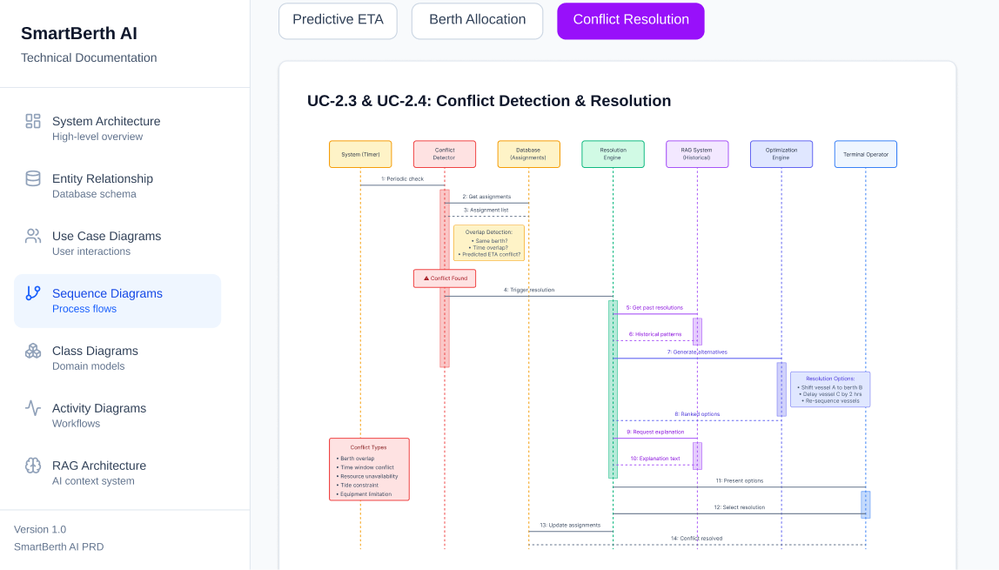 SmartBerth AI
Technical Documentation
System Architecture
High-level overview
Entity Relationship
Database schema
Use Case Diagrams
User interactions
Sequence Diagrams
Process flows
Class Diagrams
Domain models
Activity Diagrams
Workflows
RAG Architecture
AI context system
Version 1.0
SmartBerth AI PRD
Predictive ETA
Berth Allocation
Conflict Resolution
UC-2.3 & UC-2.4: Conflict Detection & Resolution
System (Timer)
Conflict
Detector
Database
(Assignments)
Resolution
Engine
RAG System
(Historical)
Optimization
Engine
Terminal Operator
1: Periodic check
2: Get assignments
3: Assignment list
Overlap Detection:
• Same berth?
• Time overlap?
• Predicted ETA conflict?
⚠ Conflict Found
4: Trigger resolution
5: Get past resolutions
6: Historical patterns
7: Generate alternatives
Resolution Options:
• Shift vessel A to berth B
• Delay vessel C by 2 hrs
• Re-sequence vessels
8: Ranked options
9: Request explanation
10: Explanation text
Conflict Types
• Berth overlap
• Time window conflict
• Resource unavailability
• Tide constraint
• Equipment limitation
11: Present options
12: Select resolution
13: Update assignments
14: Conflict resolved